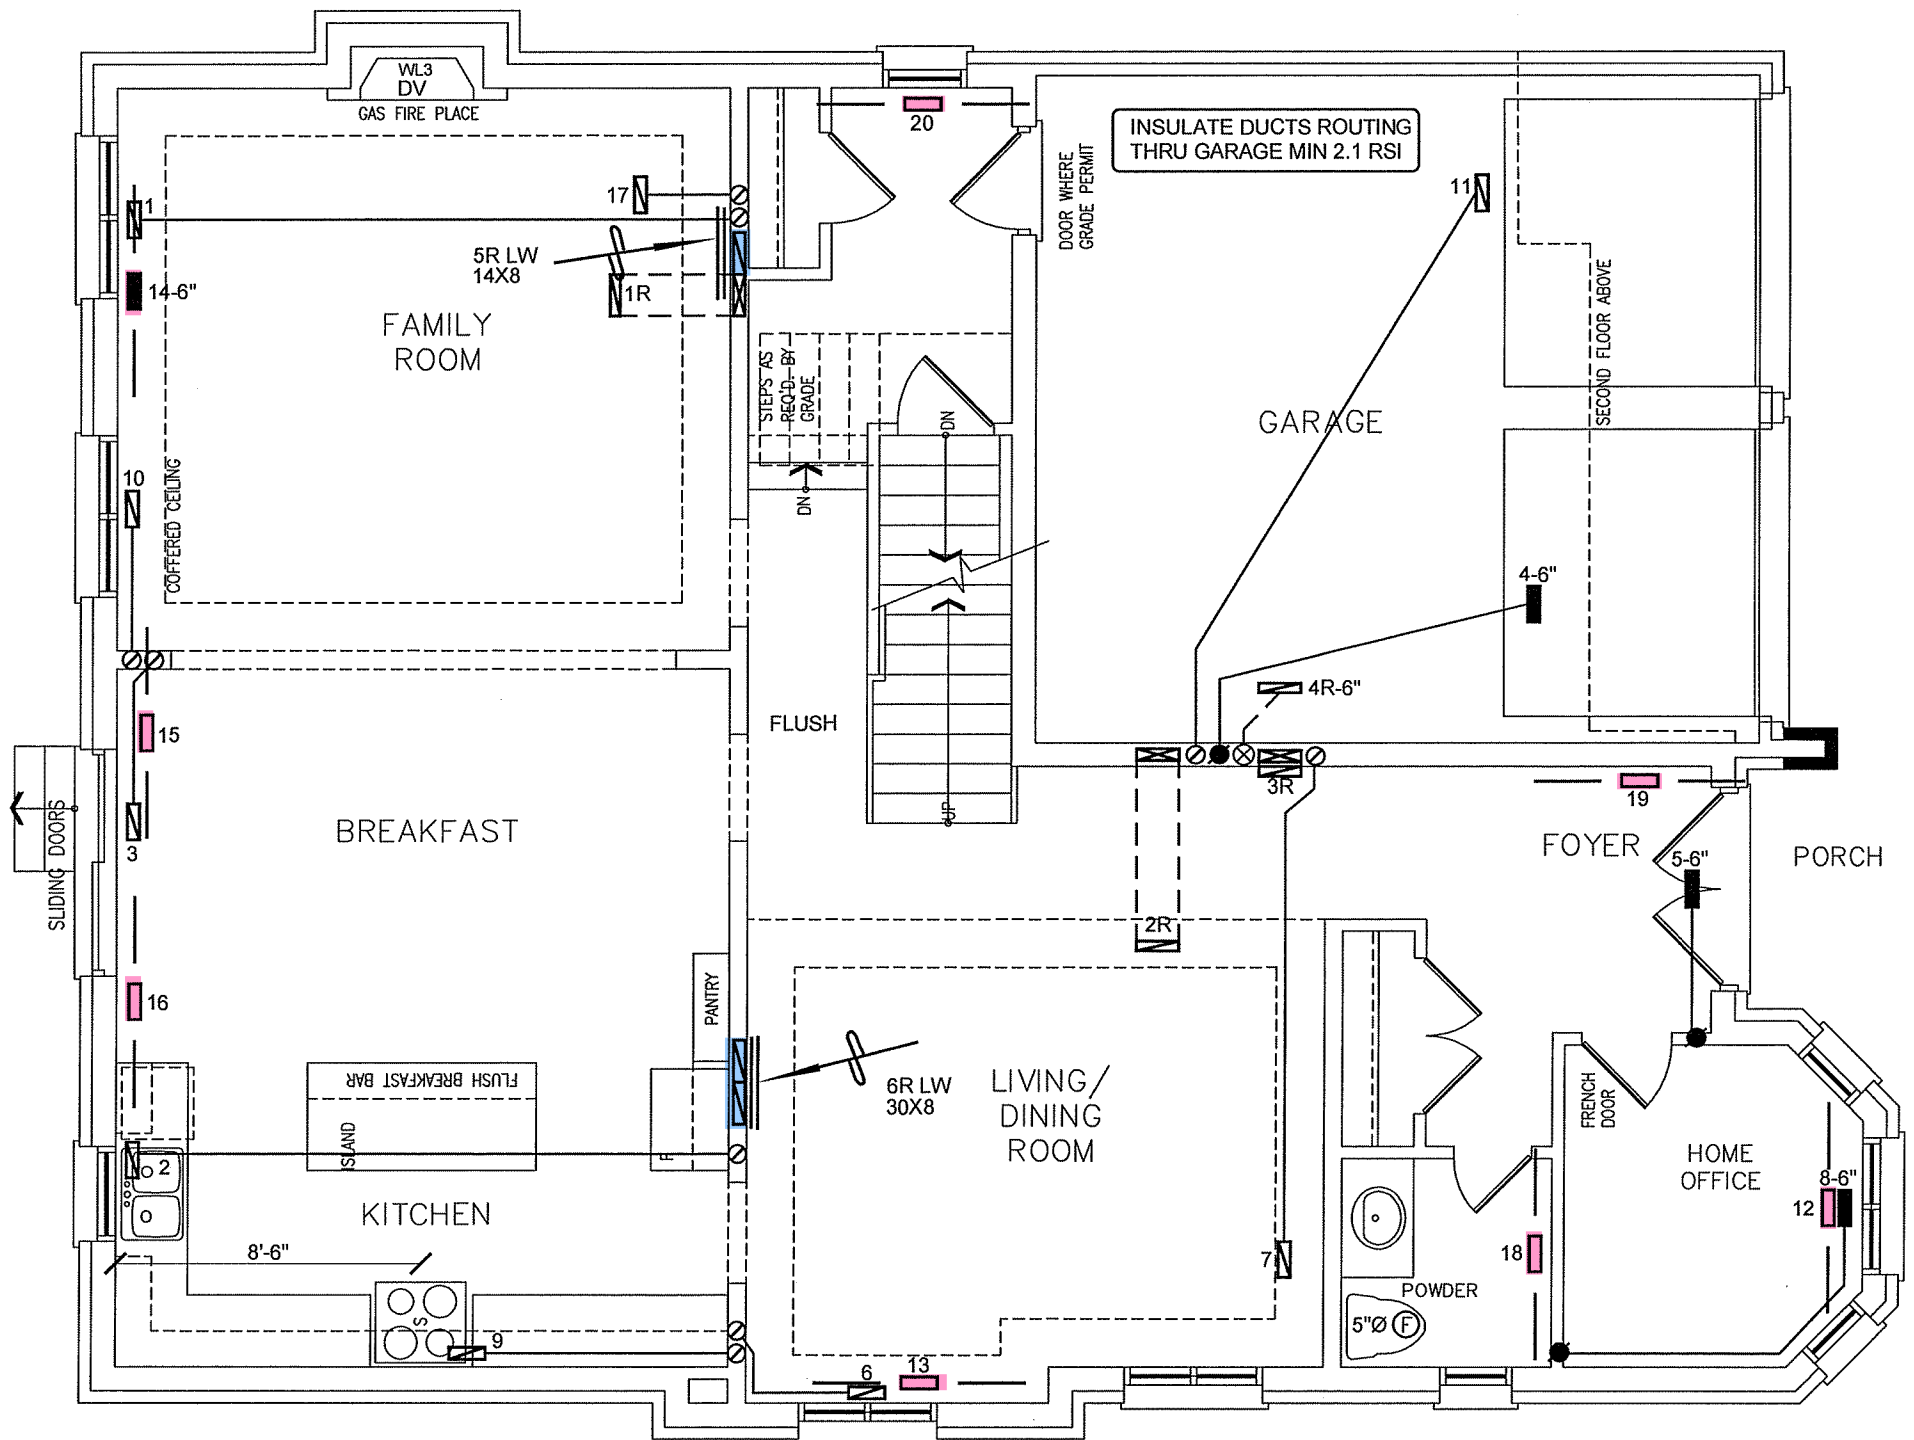 WL3
DV
GAS FIRE PLACE
20
INSULATE DUCTS ROUTING
THRU GARAGE MIN 2.1 RSI
DOOR WHERE
GRADE PERMIT
17
11
1
5R LW
14X8
1R
14-6"
FAMILY
ROOM
STEPS AS
REQ'D. BY
GRADE
SECOND FLOOR ABOVE
GARAGE
DN
10
COFFERED CEILING
DN
4-6"
4R-6"
15
FLUSH
3R
19
SLIDING DOORS
3
BREAKFAST
UP
FOYER
5-6"
PORCH
2R
16
PANTRY
FLUSH BREAKFAST BAR
ISLAND
6R LW
30X8
LIVING/
DINING
ROOM
FRENCH
DOOR
F
2
HOME
OFFICE
8-6"
12
KITCHEN
8'-6"
7
18
POWDER
S
9
5"Ø F
6
13